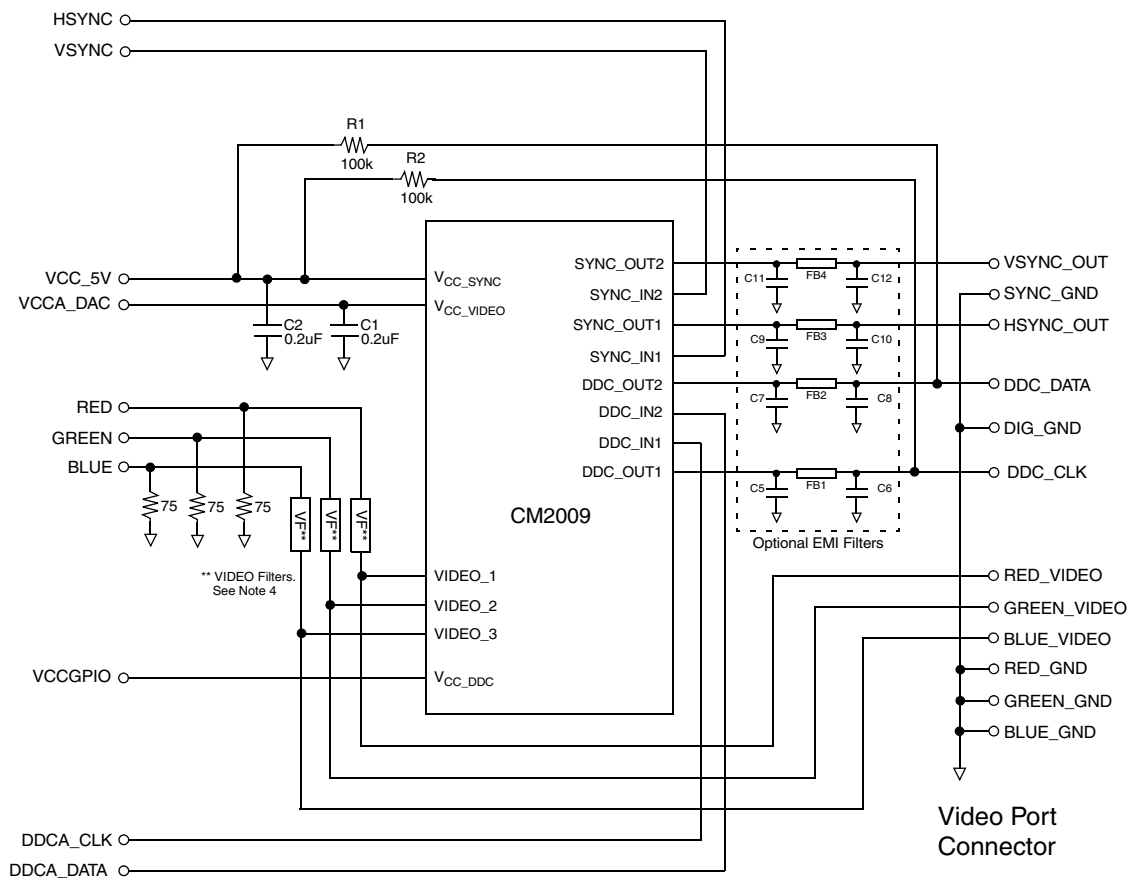 HSYNC
VSYNC
R1
100k
R2
100k
VCC_5V
VCCA_DAC
C2
0.2uF
C1
0.2uF
VCC_SYNC
VCC_VIDEO
SYNC_OUT2
SYNC_IN2
SYNC_OUT1
SYNC_IN1
DDC_OUT2
DDC_IN2
DDC_IN1
DDC_OUT1
C11
FB4
C12
C9
FB3
C10
C7
FB2
C8
C5
FB1
C6
Optional EMI Filters
VSYNC_OUT
SYNC_GND
HSYNC_OUT
DDC_DATA
DIG_GND
DDC_CLK
RED
GREEN
BLUE
75
75
75
VF**
VF**
VF**
** VIDEO Filters.
See Note 4
CM2009
VIDEO_1
VIDEO_2
VIDEO_3
VCCGPIO
VCC_DDC
RED_VIDEO
GREEN_VIDEO
BLUE_VIDEO
RED_GND
GREEN_GND
BLUE_GND
DDCA_CLK
DDCA_DATA
Video Port
Connector